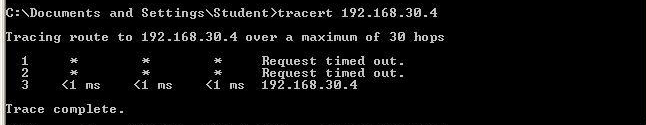 C:\Documents and Settings\Student>tracert 192.168.30.4
Tracing route to 192.168.30.4 over a maximum of 30 hops
1 * * * Request timed out.
2 * * * Request timed out.
3 <1 ms <1 ms <1 ms 192.168.30.4
Trace complete.